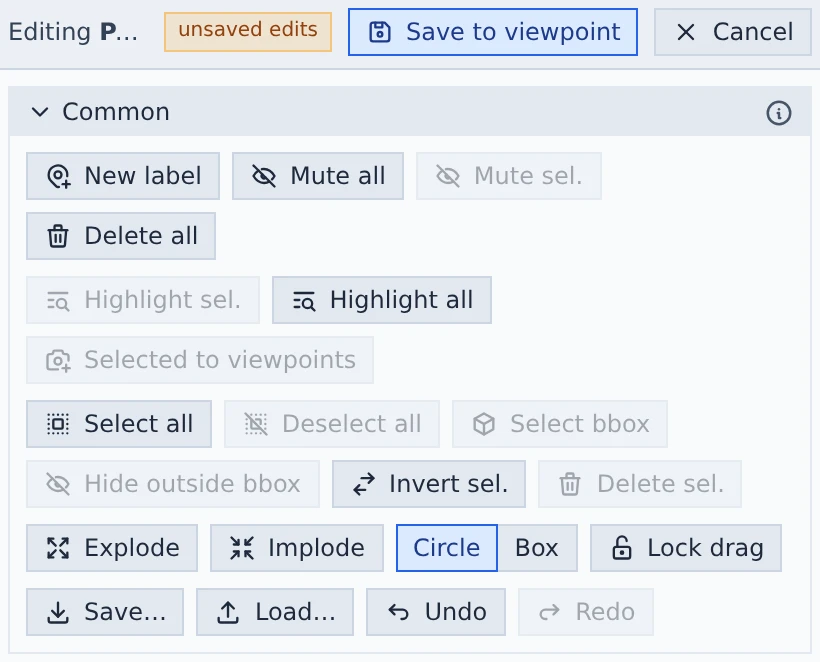 Editing P... unsaved edits Save to viewpoint Cancel
Common
New label Mute all Mute sel.
Delete all
Highlight sel. Highlight all
Selected to viewpoints
Select all Deselect all Select bbox
Hide outside bbox Invert sel. Delete sel.
Explode Implode Circle Box Lock drag
Save... Load... Undo Redo